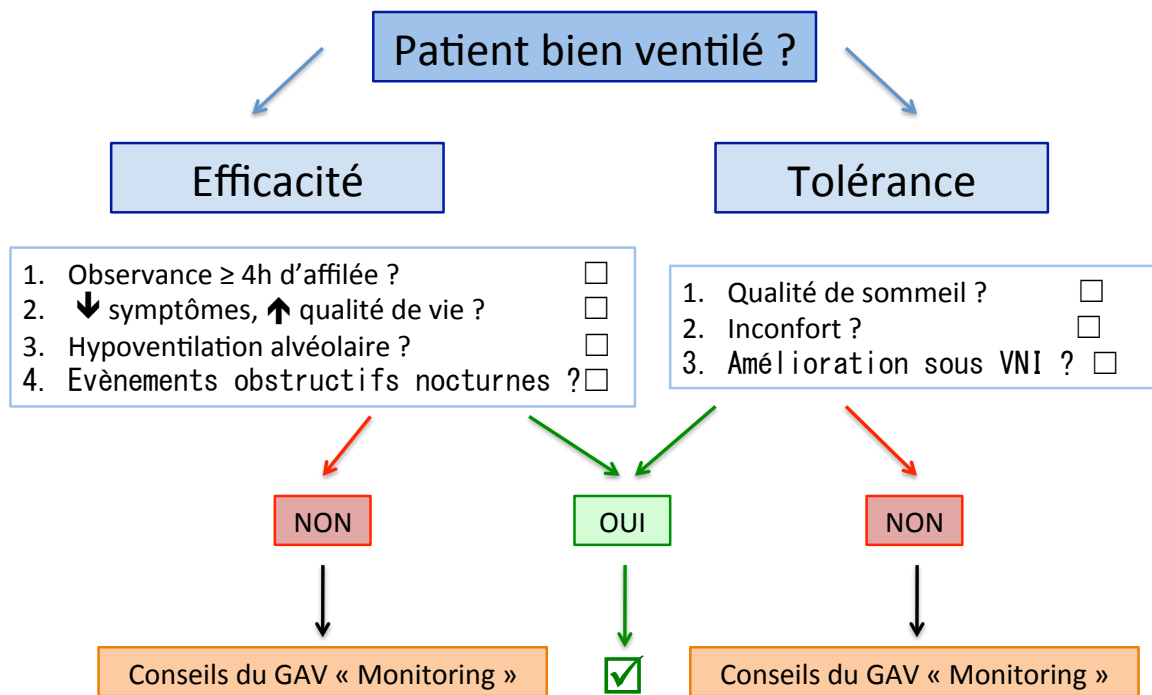 Patient bien ventilé ?
Efficacité
Tolérance
1. Observance ≥ 4h d’affilée ? ☐
2. 🡻 symptômes, 🡹 qualité de vie ? ☐
3. Hypoventilation alvéolaire ? ☐
4. Evènements obstructifs nocturnes ? ☐
1. Qualité de sommeil ? ☐
2. Inconfort ? ☐
3. Amélioration sous VNI ? ☐
NON
OUI
NON
Conseils du GAV « Monitoring »
☑
Conseils du GAV « Monitoring »